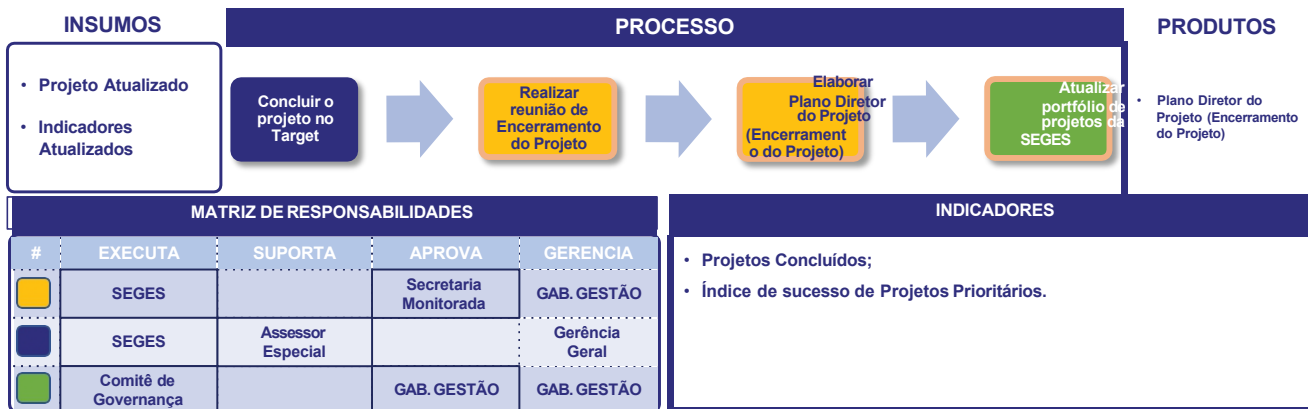 INSUMOS
PROCESSO
PRODUTOS
• Projeto Atualizado
• Indicadores
Atualizados
Concluir o
projeto no
Target
Realizar
reunião de
Encerramento
do Projeto
Elaborar
Plano Diretor
do Projeto
(Encerrament
o do Projeto)
Atualizar
portfólio de
projetos da
SEGES
• Plano Diretor do
Projeto (Encerramento
do Projeto)
MATRIZ DE RESPONSABILIDADES
# EXECUTA SUPORTA APROVA GERENCIA
SEGES Secretaria
Monitorada GAB. GESTÃO
SEGES Assessor
Especial Gerência
Geral
Comitê de
Governança GAB. GESTÃO GAB. GESTÃO
INDICADORES
• Projetos Concluídos;
• Índice de sucesso de Projetos Prioritários.